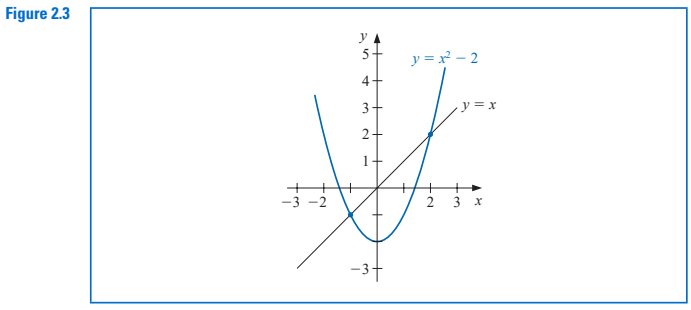 Figure 2.3
y
5
y = x² − 2
4
3
y = x
2
1
−3 −2
2 3 x
−3